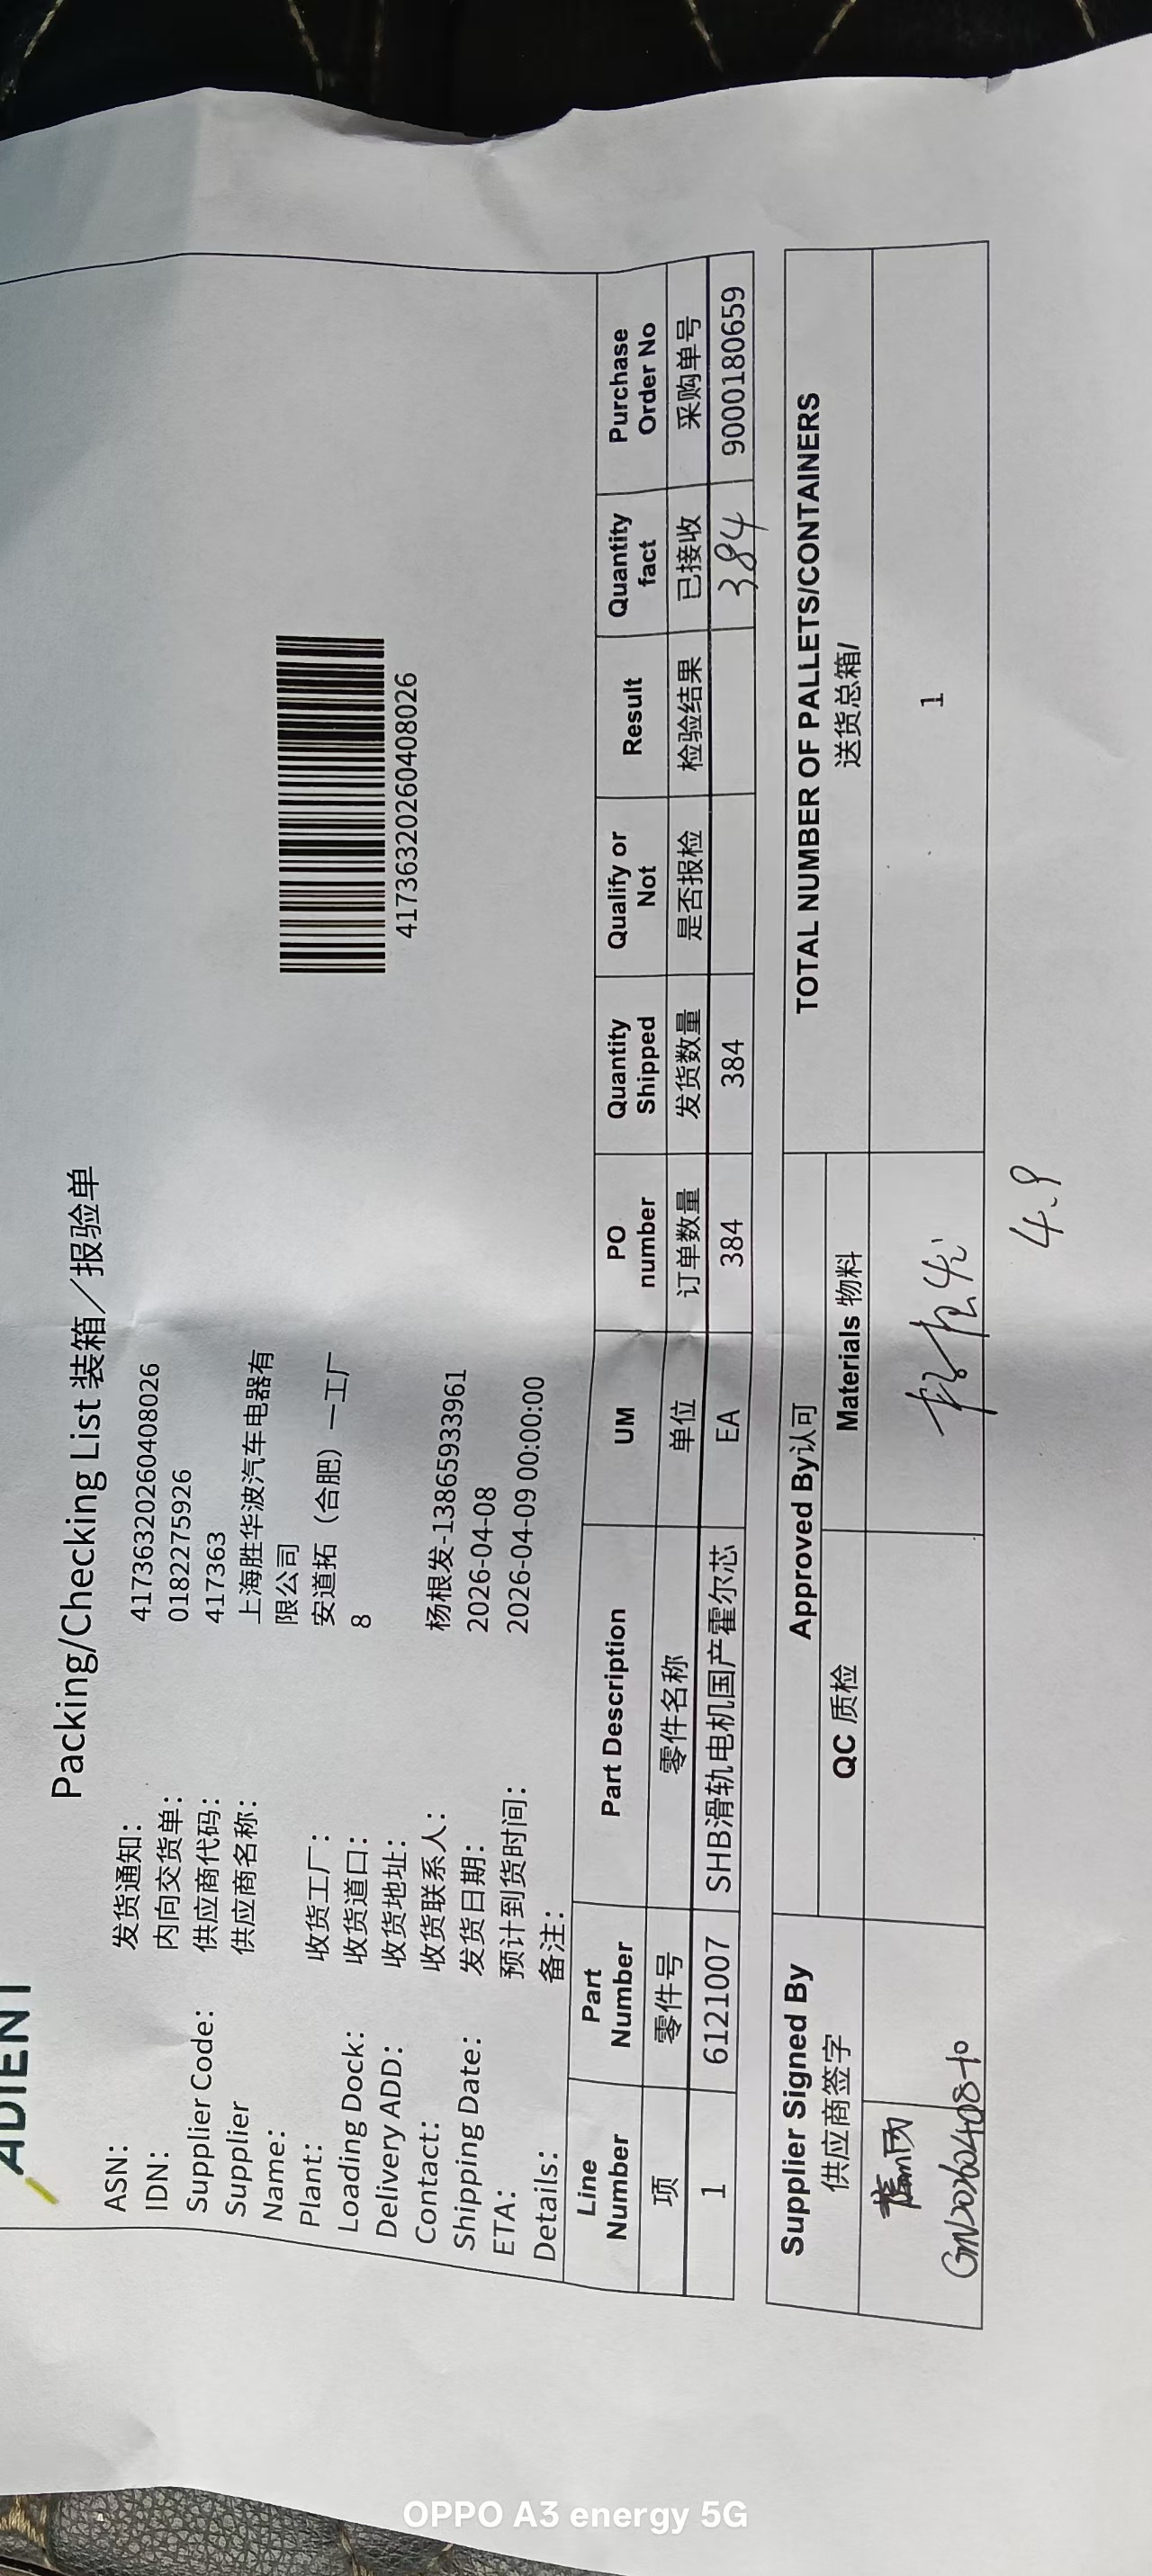 ADIENT
Packing/Checking List 装箱／报验单
ASN: 发货通知： 41736320260408026
IDN: 内向交货单： 0182275926
Supplier Code: 供应商代码： 417363
Supplier Name: 供应商名称： 上海胜华波汽车电器有
限公司
Plant: 收货工厂： 安道拓（合肥）一工厂
Loading Dock: 收货道口： 8
Delivery ADD: 收货地址：
Contact: 收货联系人： 杨根发-13865933961
Shipping Date: 发货日期： 2026-04-08
ETA: 预计到货时间： 2026-04-09 00:00:00
Details: 备注：
41736320260408026
Line Number Part Number Part Description UM PO number Quantity Shipped Qualify or Not Result Quantity fact Purchase Order No
项 零件号 零件名称 单位 订单数量 发货数量 是否报检 检验结果 已接收 采购单号
1 6121007 SHB滑轨电机国产霍尔芯 EA 384 384 384 9000180659
Supplier Signed By Approved By认可 TOTAL NUMBER OF PALLETS/CONTAINERS
供应商签字 QC 质检 Materials 物料 送货总箱/
1
4.9
OPPO A3 energy 5G